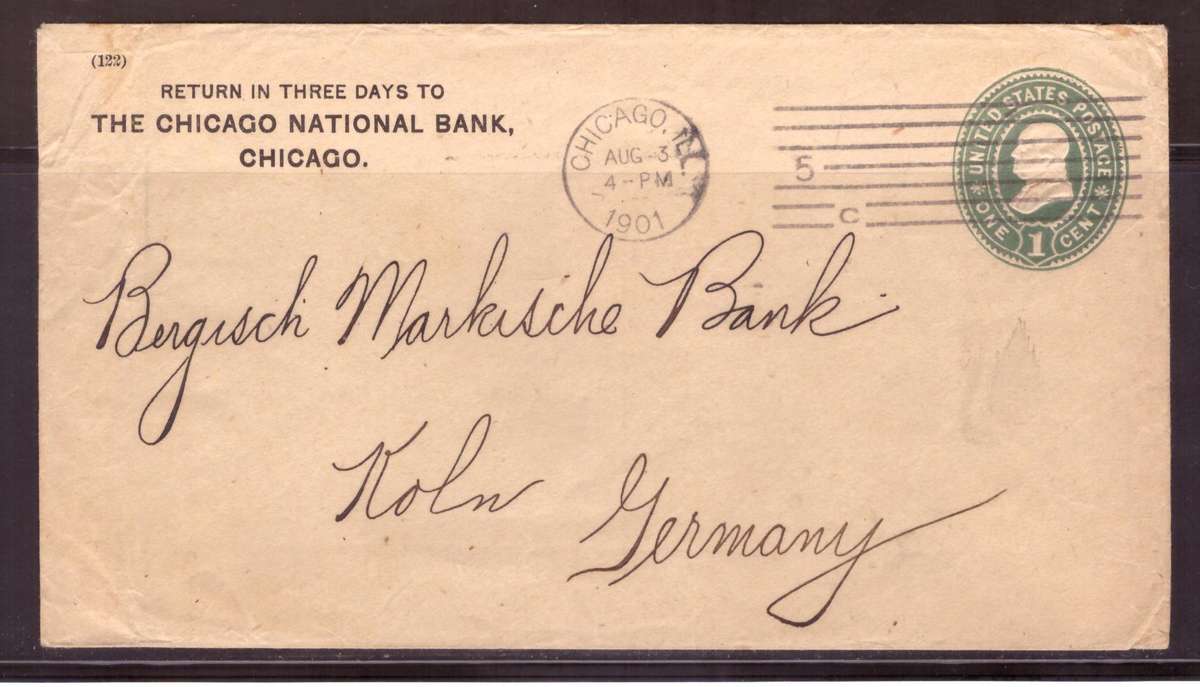 (122)
RETURN IN THREE DAYS TO
THE CHICAGO NATIONAL BANK,
CHICAGO.
CHICAGO, ILL.
AUG 3
4-PM
1901
5
C
UNITED STATES POSTAGE
ONE 1 CENT
Bergisch Markische Bank
Koln
Germany